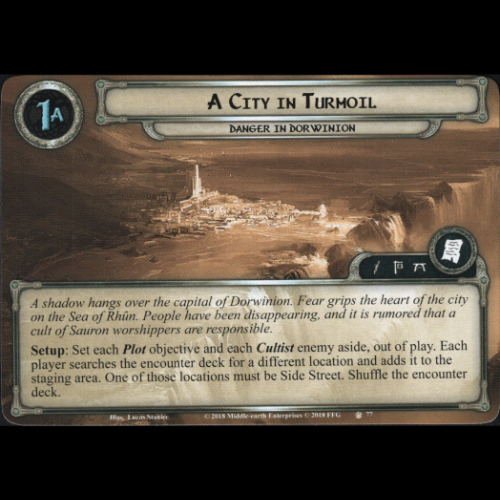 1A
A City in Turmoil
Danger in Dorwinion
A shadow hangs over the capital of Dorwinion. Fear grips the heart of the city
on the Sea of Rhûn. People have been disappearing, and it is rumored that a
cult of Sauron worshippers are responsible.
Setup: Set each Plot objective and each Cultist enemy aside, out of play. Each
player searches the encounter deck for a different location and adds it to the
staging area. One of those locations must be Side Street. Shuffle the encounter
deck.
Illus. Lucas Staniec © 2018 Middle-earth Enterprises © 2018 FFG 77